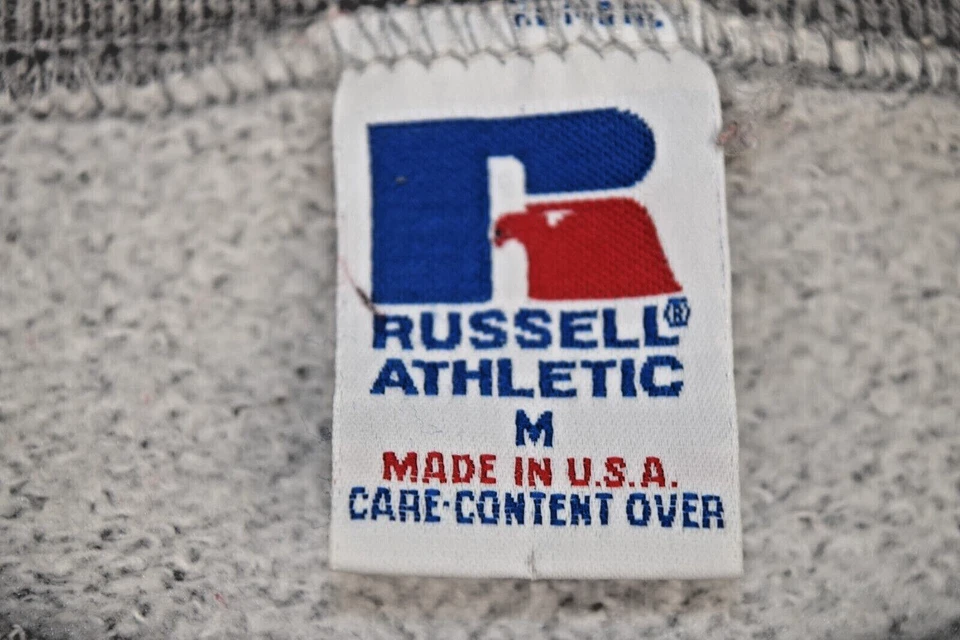 RUSSELL®
ATHLETIC
M
MADE IN U.S.A.
CARE-CONTENT OVER